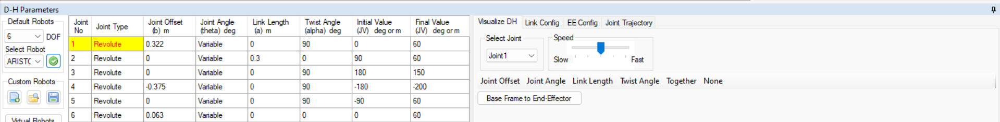 D-H Parameters
Default Robots
6 DOF
Select Robot
ARISTC
Custom Robots
Virtual Robots
Joint No Joint Type Joint Offset (b) m Joint Angle (theta) deg Link Length (a) m Twist Angle (alpha) deg Initial Value (JV) deg or m Final Value (JV) deg or m
1 Revolute 0.322 Variable 0 90 0 60
2 Revolute 0 Variable 0.3 0 90 60
3 Revolute 0 Variable 0 90 180 150
4 Revolute -0.375 Variable 0 90 -180 -200
5 Revolute 0 Variable 0 90 -90 60
6 Revolute 0.063 Variable 0 0 0 60
Visualize DH Link Config EE Config Joint Trajectory
Select Joint
Joint1
Speed
Slow Fast
Joint Offset Joint Angle Link Length Twist Angle Together None
Base Frame to End-Effector